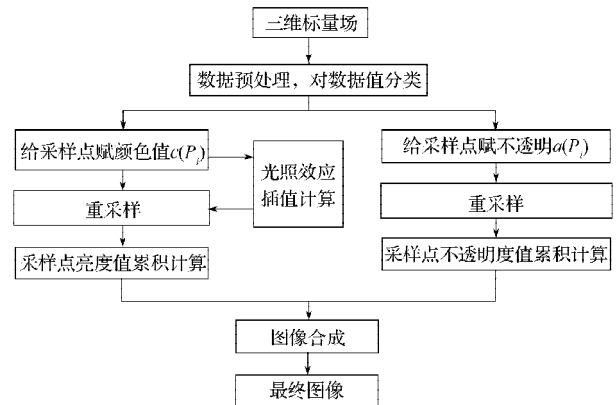 三维标量场
数据预处理，对数据值分类
给采样点赋颜色值c(Pi)
光照效应
插值计算
重采样
采样点亮度值累积计算
给采样点赋不透明a(Pi)
重采样
采样点不透明度值累积计算
图像合成
最终图像